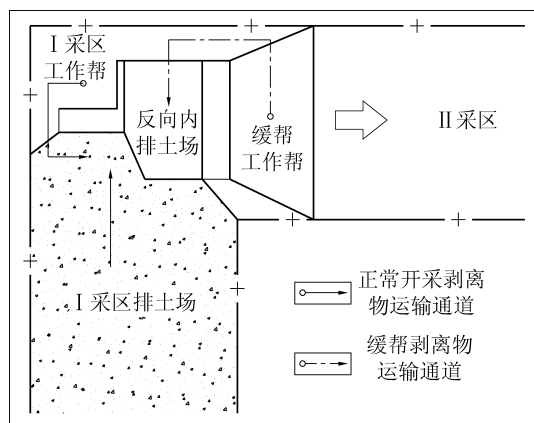 Ⅰ采区
工作帮
反向内
排土场
缓帮
工作帮
Ⅱ采区
Ⅰ采区排土场
正常开采剥离
物运输通道
缓帮剥离物
运输通道